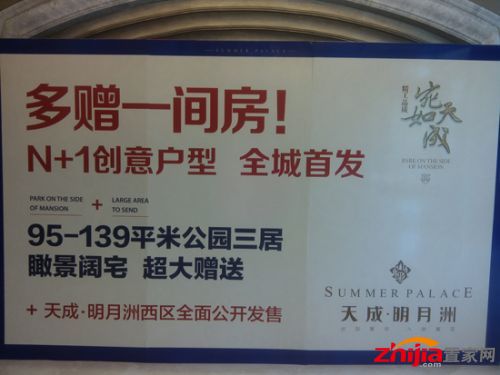 SUMMER PALACE
多赠一间房!
N+1创意户型 全城首发
PARK ON THE SIDE
OF MANSION
+
LARGE AREA
TO SEND
95-139平米公园三居
瞰景阔宅 超大赠送
+ 天成·明月洲西区全面公开发售
宛如天成
PARK ON THE SIDE
OF MANSION
SUMMER PALACE
天成·明月洲
zhijia置家网
.com